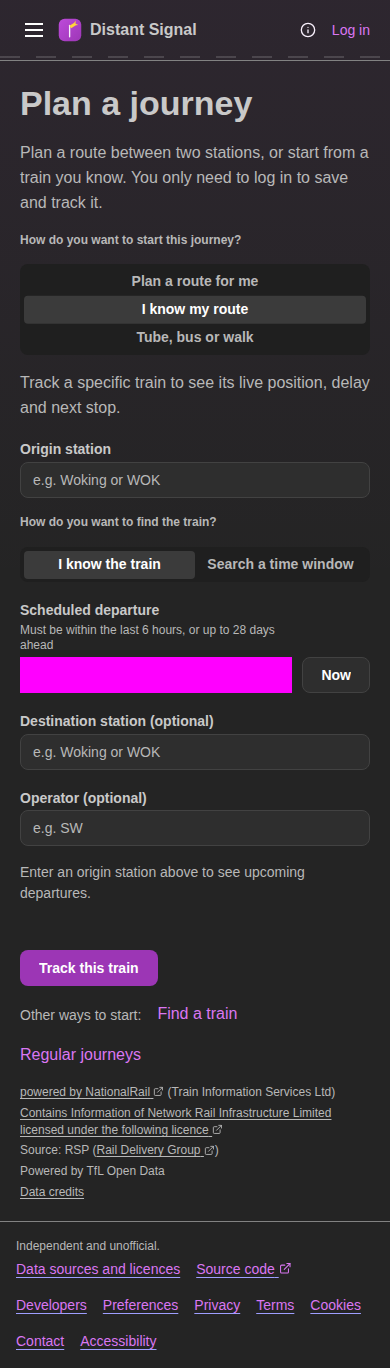 Distant Signal
Log in
Plan a journey
Plan a route between two stations, or start from a
train you know. You only need to log in to save
and track it.
How do you want to start this journey?
Plan a route for me
I know my route
Tube, bus or walk
Track a specific train to see its live position, delay
and next stop.
Origin station
e.g. Woking or WOK
How do you want to find the train?
I know the train
Search a time window
Scheduled departure
Must be within the last 6 hours, or up to 28 days
ahead
Now
Destination station (optional)
e.g. Woking or WOK
Operator (optional)
e.g. SW
Enter an origin station above to see upcoming
departures.
Track this train
Other ways to start: Find a train
Regular journeys
powered by NationalRail (Train Information Services Ltd)
Contains Information of Network Rail Infrastructure Limited
licensed under the following licence
Source: RSP (Rail Delivery Group)
Powered by TfL Open Data
Data credits
Independent and unofficial.
Data sources and licences Source code
Developers Preferences Privacy Terms Cookies
Contact Accessibility